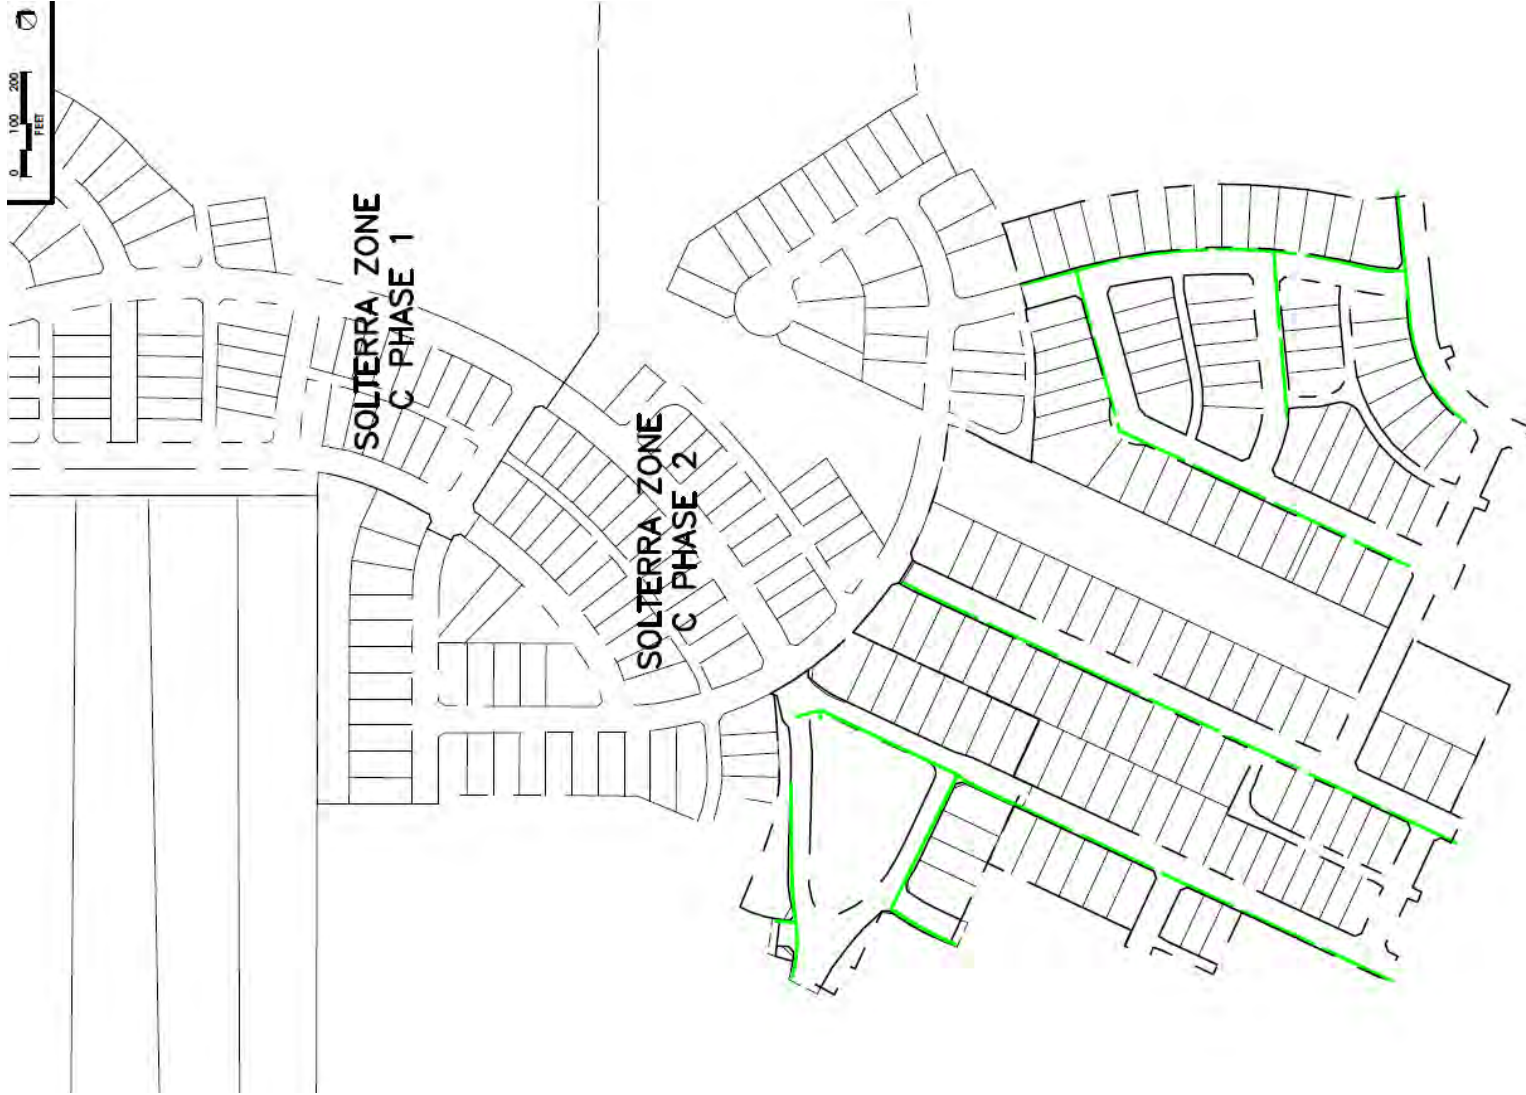 0 100 200
FEET
SOLTERRA ZONE
C PHASE 1
SOLTERRA ZONE
C PHASE 2